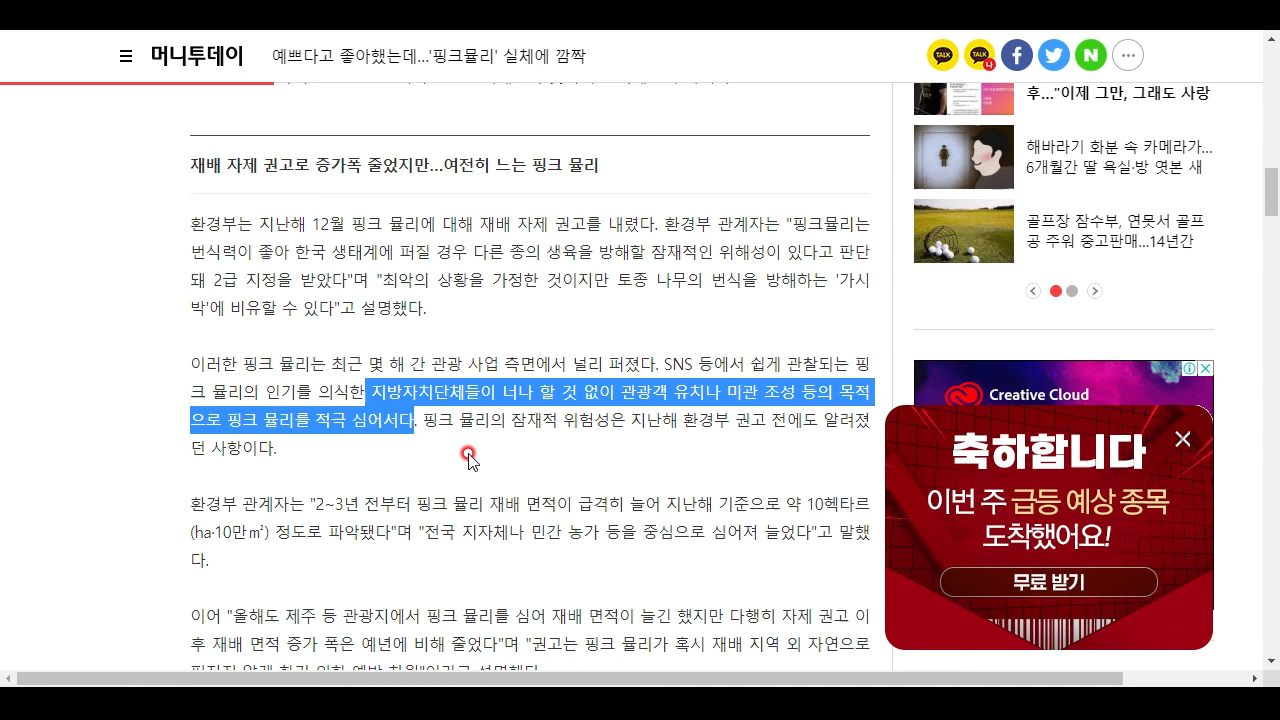 머니투데이
예쁘다고 좋아했는데...'핑크뮬리' 실체에 깜짝
TALK
TALK
나
f
N
재배 자제 권고로 증가폭 줄었지만...여전히 느는 핑크 뮬리
환경부는 지난해 12월 핑크 뮬리에 대해 재배 자제 권고를 내렸다. 환경부 관계자는 "핑크뮬리는
번식력이 좋아 한국 생태계에 퍼질 경우 다른 종의 생육을 방해할 잠재적인 위해성이 있다고 판단
돼 2급 지정을 받았다"며 "최악의 상황을 가정한 것이지만 토종 나무의 번식을 방해하는 '가시
박'에 비유할 수 있다"고 설명했다.
이러한 핑크 뮬리는 최근 몇 해 간 관광 사업 측면에서 널리 퍼졌다. SNS 등에서 쉽게 관찰되는 핑
크 뮬리의 인기를 의식한 지방자치단체들이 너나 할 것 없이 관광객 유치나 미관 조성 등의 목적
으로 핑크 뮬리를 적극 심어서다. 핑크 뮬리의 잠재적 위험성은 지난해 환경부 권고 전에도 알려졌
던 사항이다.
환경부 관계자는 "2~3년 전부터 핑크뮬리 재배 면적이 급격히 늘어 지난해 기준으로 약 10헥타르
(ha·10만㎡) 정도로 파악됐다"며 "전국 지자체나 민간 농가 등을 중심으로 심어져 늘었다"고 말했
다.
이어 "올해도 제주 등 관광지에서 핑크 뮬리를 심어 재배 면적이 늘긴 했지만 다행히 자제 권고 이
후 재배 면적 증가 폭은 예년에 비해 줄었다"며 "권고는 핑크 뮬리가 혹시 재배 지역 외 자연으로
후..."이제 그만, 그래도 사랑
해바라기 화분 속 카메라가...
6개월간 딸 욕실·방 엿본 새
골프장 잠수부, 연못서 골프
공 주워 중고판매...14년간
Creative Cloud
축하합니다
이번 주 급등 예상 종목
도착했어요!
무료 받기